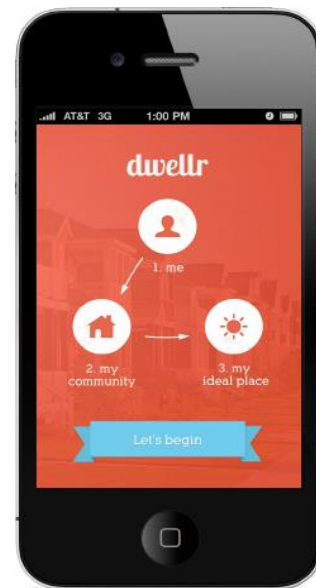 AT&T 3G 1:00 PM
dwellr
1. me
2. my
community
3. my
ideal place
Let's begin